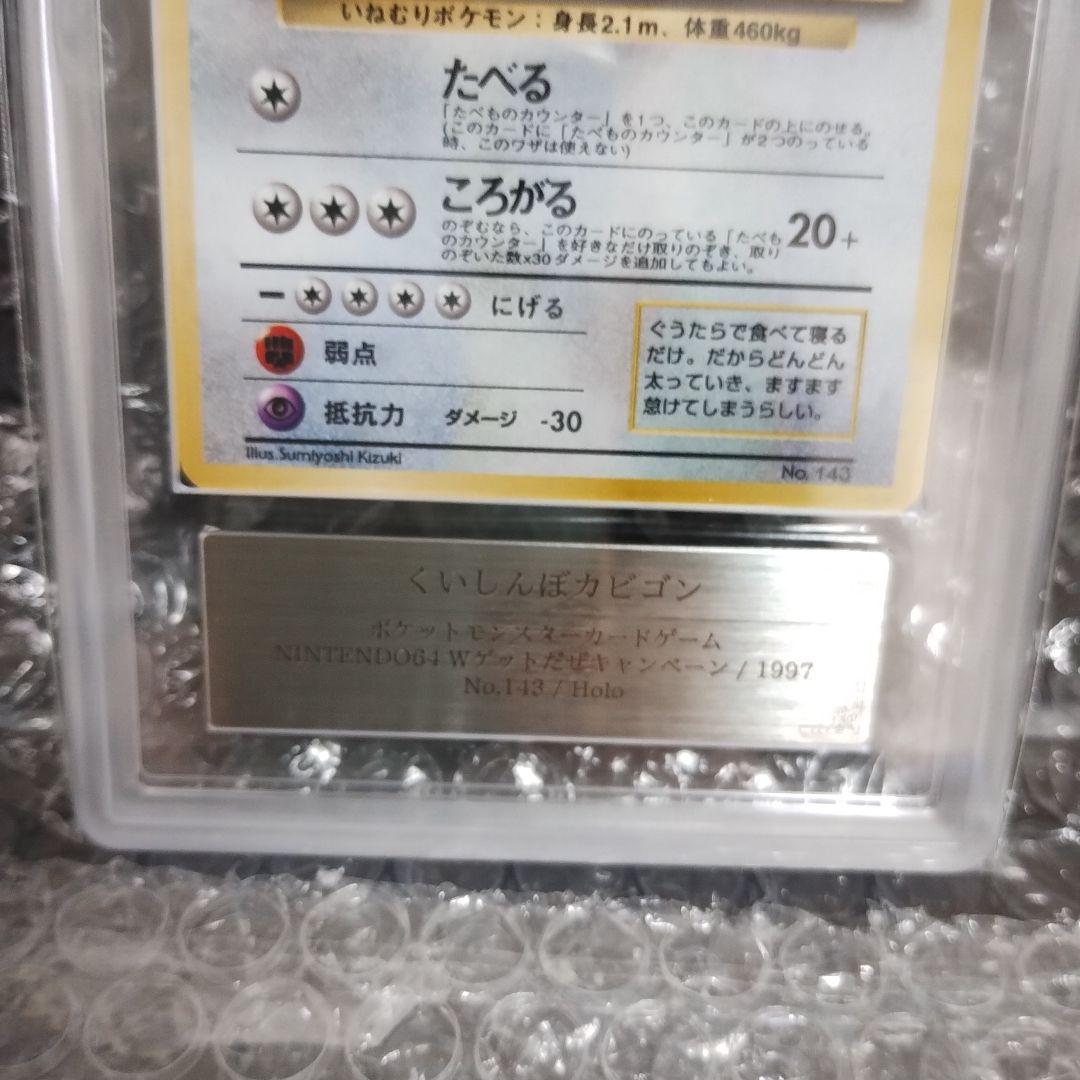 いねむりポケモン：身長2.1m、体重460kg
たべる
「たべものカウンター」を1つ、このカードの上にのせる。
(このカードに「たべものカウンター」が2つのっている
時、このワザは使えない)
ころがる
のぞむなら、このカードにのっている「たべも
のカウンター」を好きなだけ取りのぞき、取り
のぞいた数x30ダメージを追加してもよい。
20+
にげる
弱点
抵抗力 ダメージ -30
ぐうたらで食べて寝る
だけ。だからどんどん
太っていき、ますます
怠けてしまうらしい。
Illus. Sumiyoshi Kizuki
No. 143
くいしんぼカビゴン
ポケットモンスターカードゲーム
NINTENDO64 Wゲットだぜキャンペーン / 1997
No.143 / Holo